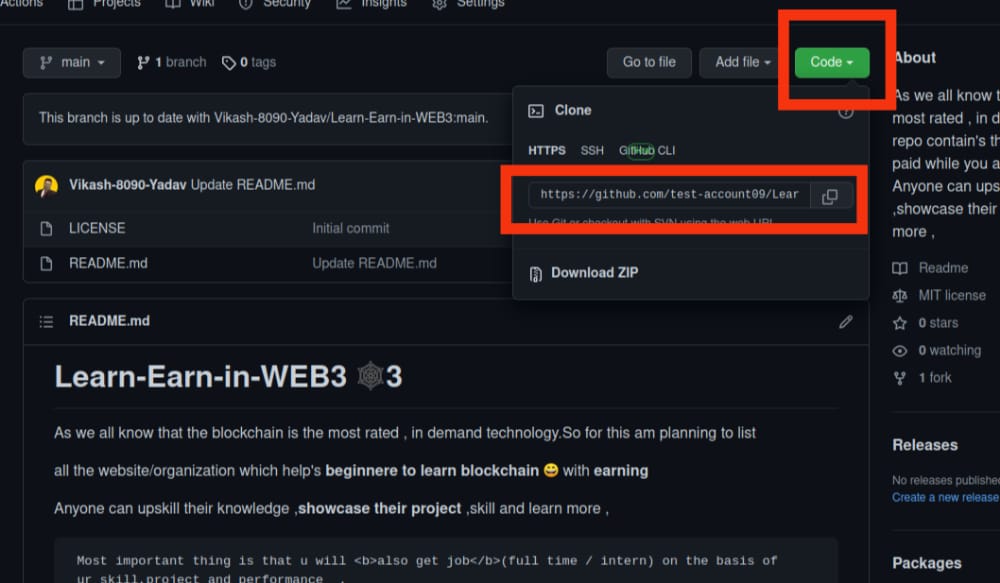 Actions Projects Wiki Security Insights Settings
main 1 branch 0 tags Go to file Add file Code
This branch is up to date with Vikash-8090-Yadav/Learn-Earn-in-WEB3:main.
Clone
HTTPS SSH GitHub CLI
https://github.com/test-account09/Lear
Use Git or checkout with SVN using the web URL
Download ZIP
Vikash-8090-Yadav Update README.md
LICENSE Initial commit
README.md Update README.md
README.md
Learn-Earn-in-WEB3 🕸3
As we all know that the blockchain is the most rated , in demand technology.So for this am planning to list
all the website/organization which help's beginnere to learn blockchain 😄 with earning
Anyone can upskill their knowledge ,showcase their project ,skill and learn more ,
Most important thing is that u will <b>also get job</b>(full time / intern) on the basis of
ur skill,project and performance .
About
As we all know t
most rated , in d
repo contain's th
paid while you a
Anyone can ups
,showcase their
more ,
Readme
MIT license
0 stars
0 watching
1 fork
Releases
No releases published
Create a new release
Packages